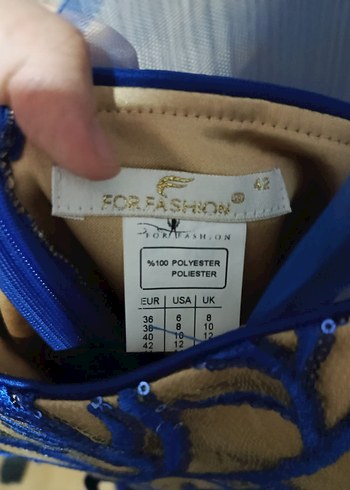 FOR FASHION
42
FOR FASHION
%100 POLYESTER
POLIESTER
EUR USA UK
36 6 8
38 8 10
40 10 12
42 12